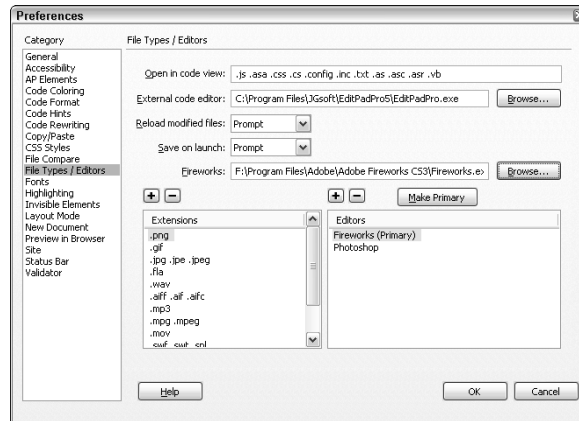 Preferences
Category
General
Accessibility
AP Elements
Code Coloring
Code Format
Code Hints
Code Rewriting
Copy/Paste
CSS Styles
File Compare
File Types / Editors
Fonts
Highlighting
Invisible Elements
Layout Mode
New Document
Preview in Browser
Site
Status Bar
Validator
File Types / Editors
Open in code view: .js .asa .css .cs .config .inc .txt .as .asc .asr .vb
External code editor: C:\Program Files\JGsoft\EditPadPro5\EditPadPro.exe Browse...
Reload modified files: Prompt
Save on launch: Prompt
Fireworks: F:\Program Files\Adobe\Adobe Fireworks CS3\Fireworks.ex Browse...
Make Primary
Extensions
.png
.gif
.jpg .jpe .jpeg
.fla
.wav
.aiff .aif .aifc
.mp3
.mpg .mpeg
.mov
.swf .swt .spl
Editors
Fireworks (Primary)
Photoshop
Help OK Cancel